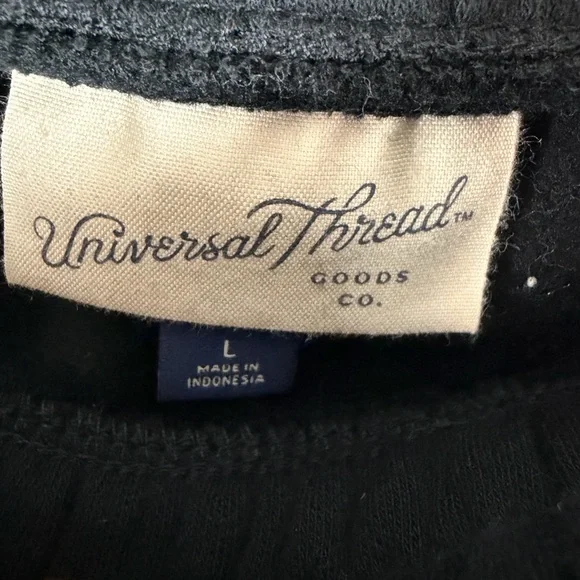 Universal Thread™
GOODS
CO.
L
MADE IN
INDONESIA